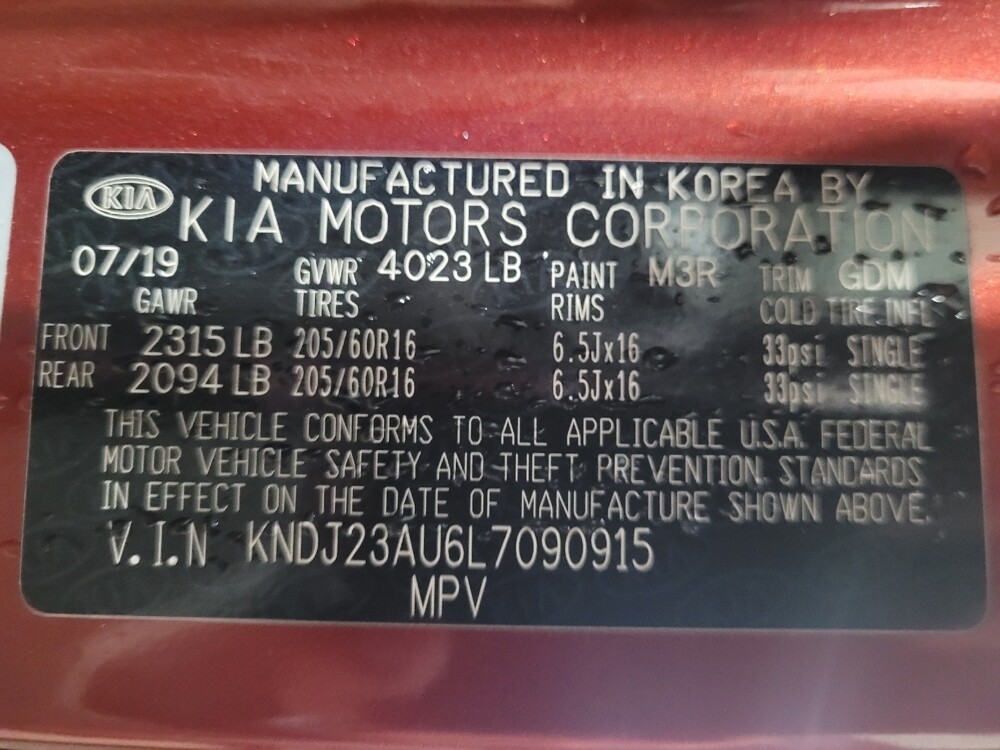 KIA
MANUFACTURED IN KOREA BY
KIA MOTORS CORPORATION
07/19 GVWR 4023 LB PAINT M3R TRIM GDM
GAWR TIRES RIMS COLD TIRE INFL
FRONT 2315 LB 205/60R16 6.5Jx16 33psi SINGLE
REAR 2094 LB 205/60R16 6.5Jx16 33psi SINGLE
THIS VEHICLE CONFORMS TO ALL APPLICABLE U.S.A. FEDERAL
MOTOR VEHICLE SAFETY AND THEFT PREVENTION STANDARDS
IN EFFECT ON THE DATE OF MANUFACTURE SHOWN ABOVE.
V.I.N KNDJ23AU6L7090915
MPV